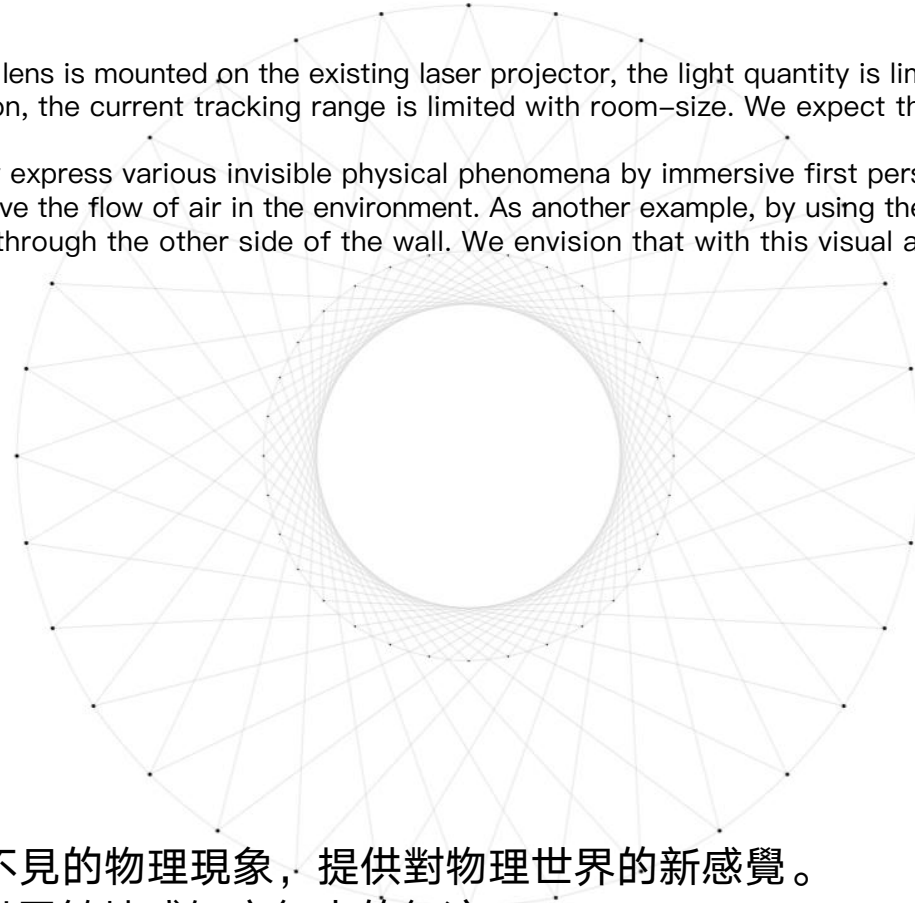 lens is mounted on the existing laser projector, the light quantity is lim
on, the current tracking range is limited with room-size. We expect th
express various invisible physical phenomena by immersive first pers
ve the flow of air in the environment. As another example, by using the
through the other side of the wall. We envision that with this visual a
不見的物理現象，提供對物理世界的新感覺。